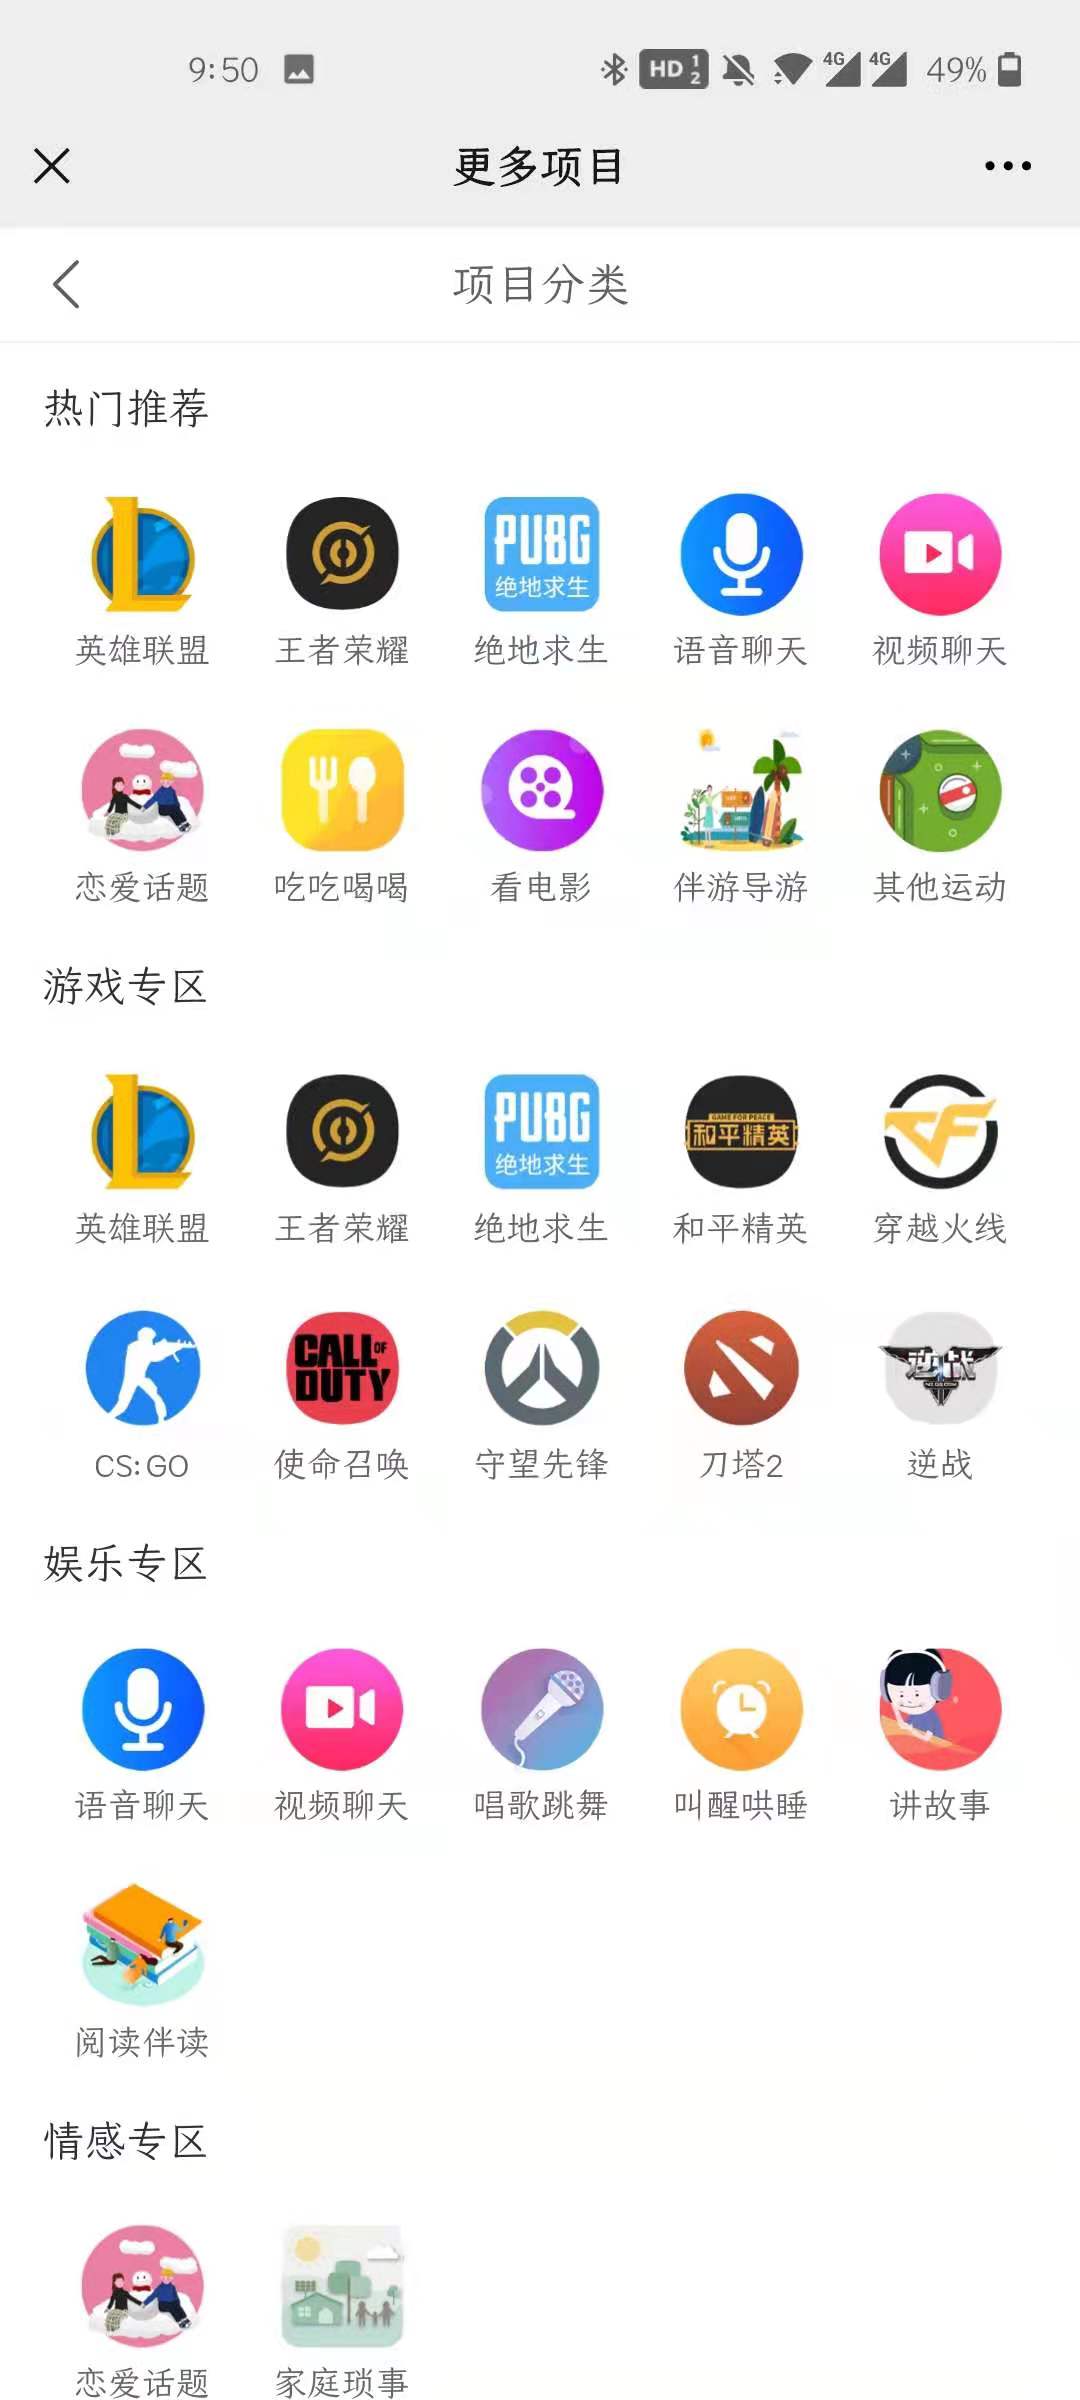 9:50
HD 1 2 4G 4G 49%
更多项目
项目分类
热门推荐
PUBG
绝地求生
英雄联盟 王者荣耀 绝地求生 语音聊天 视频聊天
恋爱话题 吃吃喝喝 看电影 伴游导游 其他运动
游戏专区
PUBG
绝地求生
GAME FOR PEACE
和平精英
CF
英雄联盟 王者荣耀 绝地求生 和平精英 穿越火线
CALL OF
DUTY
逆战
CS:GO 使命召唤 守望先锋 刀塔2 逆战
娱乐专区
语音聊天 视频聊天 唱歌跳舞 叫醒哄睡 讲故事
阅读伴读
情感专区
恋爱话题 家庭琐事